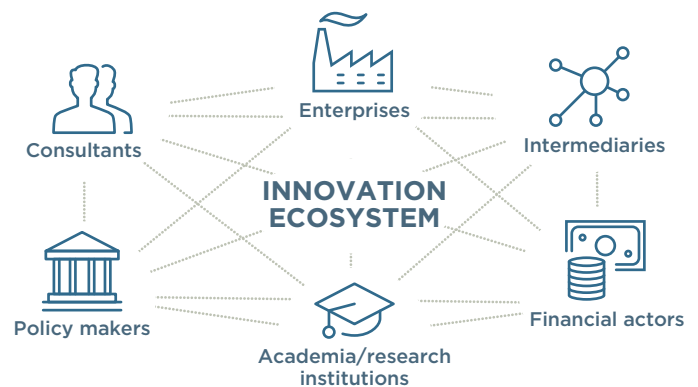 Enterprises
Consultants
Intermediaries
INNOVATION
ECOSYSTEM
Policy makers
Financial actors
Academia/research
institutions